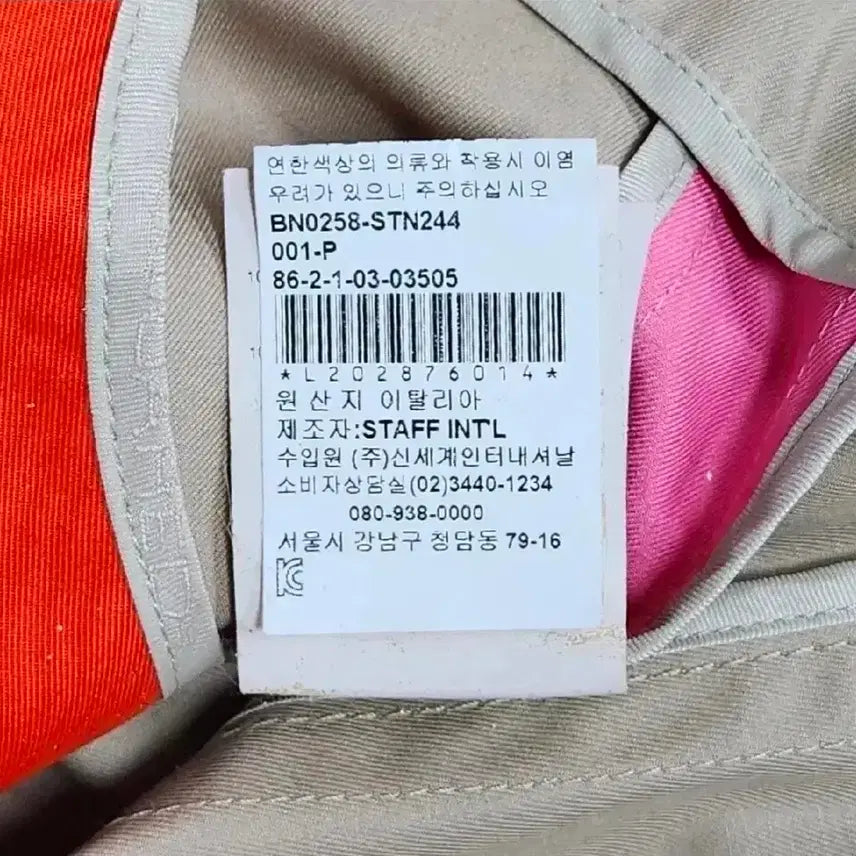 연한색상의 의류와 착용시 이염
우려가 있으니 주의하십시오
BN0258-STN244
001-P
86-2-1-03-03505
*L202876014*
원산지 이탈리아
제조자:STAFF INT'L
수입원 (주)신세계인터내셔날
소비자상담실(02)3440-1234
080-938-0000
서울시 강남구 청담동 79-16